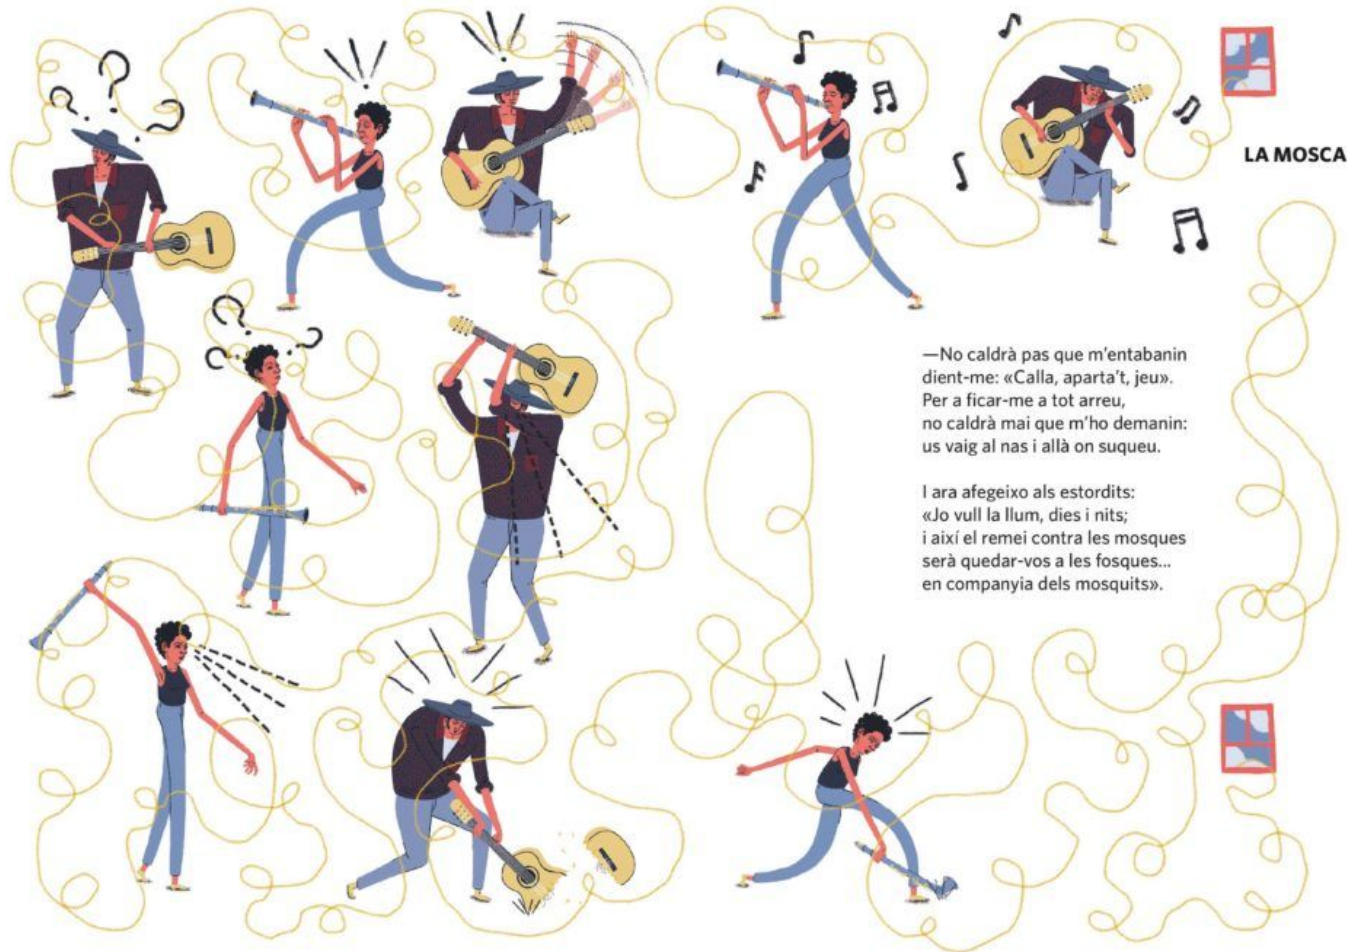 LA MOSCA
—No caldrà pas que m'entabanin
dient-me: «Calla, aparta't, jeu».
Per a ficar-me a tot arreu,
no caldrà mai que m'ho demanin:
us vaig al nas i allà on suqueu.
I ara afegeixo als estordits:
«Jo vull la llum, dies i nits;
i així el remei contra les mosques
serà quedar-vos a les fosques...
en companyia dels mosquits».